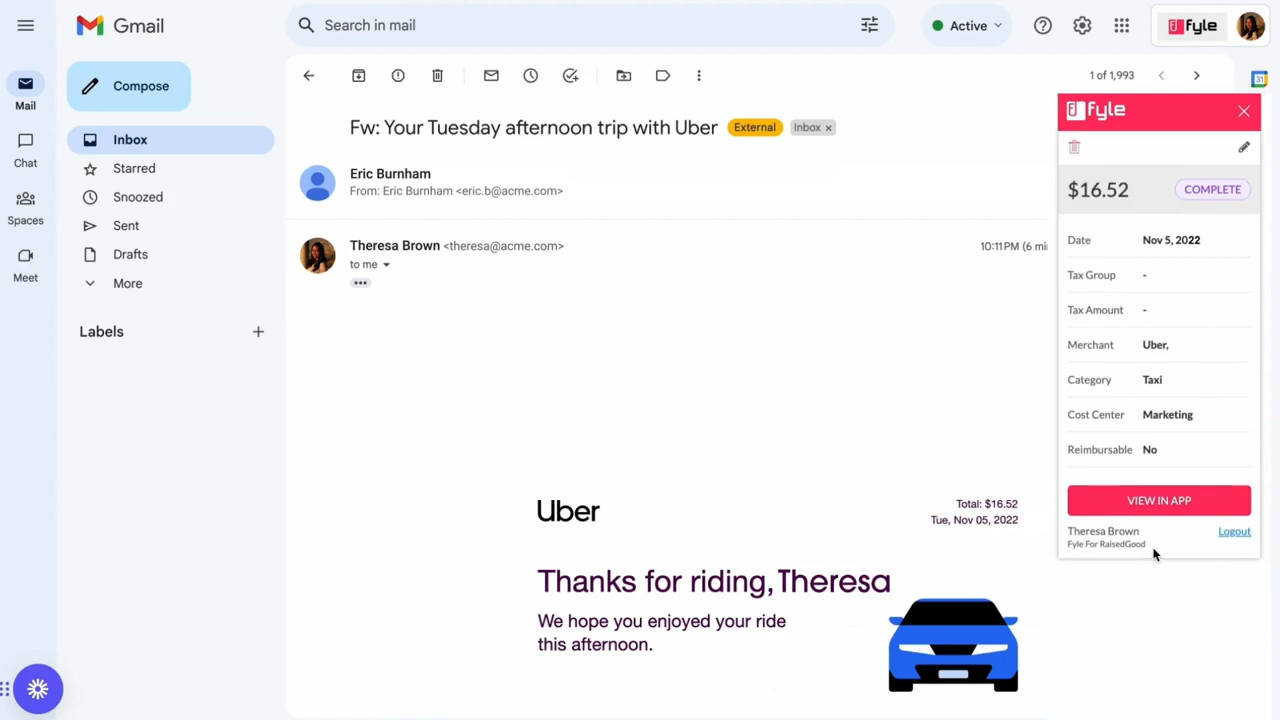 Gmail
Search in mail
Active
fyle
Mail
Chat
Spaces
Meet
Compose
Inbox
Starred
Snoozed
Sent
Drafts
More
Labels
1 of 1,993
31
Fw: Your Tuesday afternoon trip with Uber External Inbox ×
Eric Burnham
From: Eric Burnham <eric.b@acme.com>
Theresa Brown <theresa@acme.com>
10:11 PM (6 mi
to me
Uber
Total: $16.52
Tue, Nov 05, 2022
Thanks for riding, Theresa
We hope you enjoyed your ride
this afternoon.
fyle
$16.52 COMPLETE
Date Nov 5, 2022
Tax Group -
Tax Amount -
Merchant Uber,
Category Taxi
Cost Center Marketing
Reimbursable No
VIEW IN APP
Theresa Brown Logout
Fyle For RaisedGood